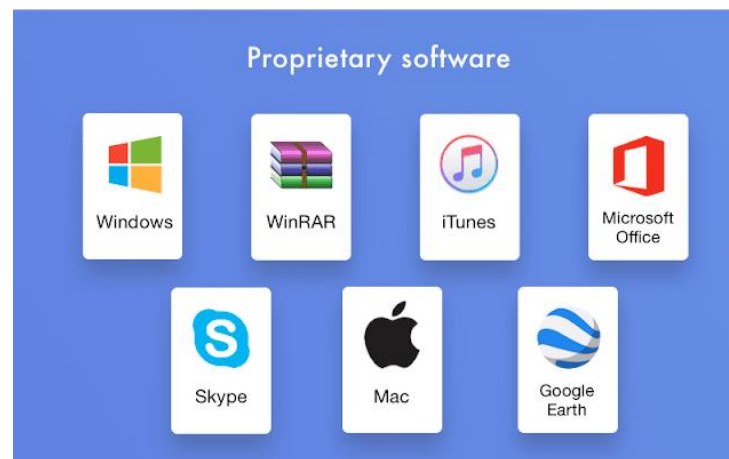 Proprietary software
Windows
WinRAR
iTunes
Microsoft
Office
S
Skype
Mac
Google
Earth